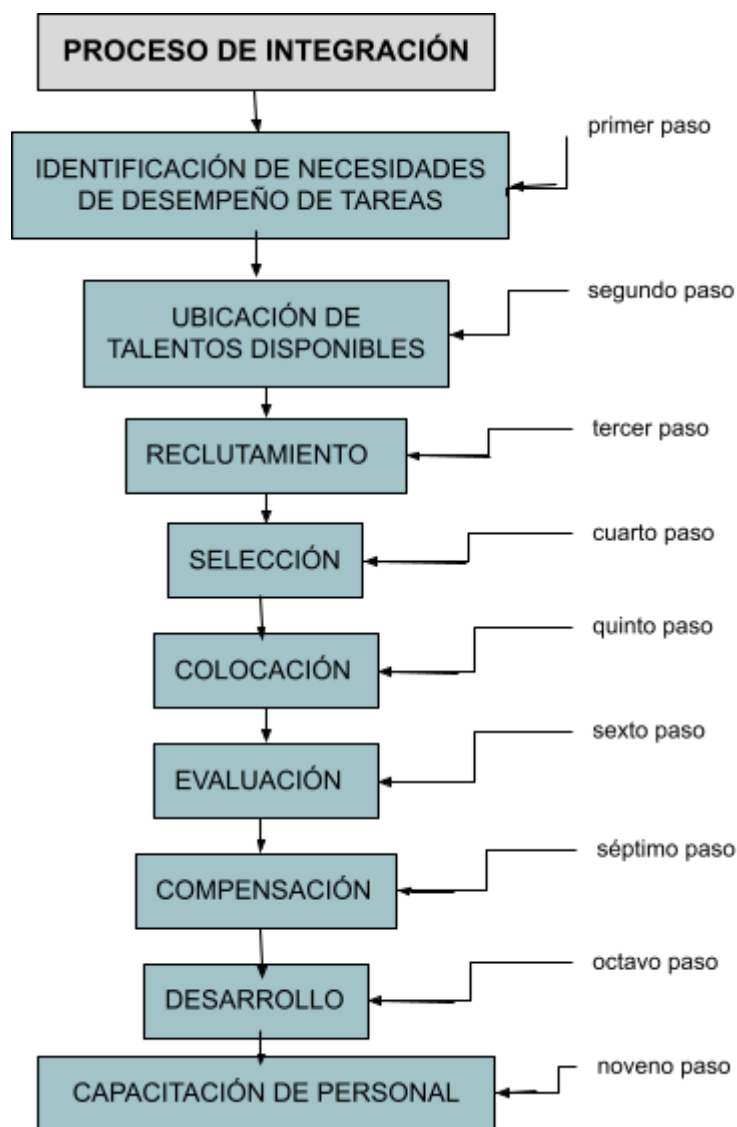 PROCESO DE INTEGRACIÓN
primer paso
IDENTIFICACIÓN DE NECESIDADES
DE DESEMPEÑO DE TAREAS
segundo paso
UBICACIÓN DE
TALENTOS DISPONIBLES
tercer paso
RECLUTAMIENTO
cuarto paso
SELECCIÓN
quinto paso
COLOCACIÓN
sexto paso
EVALUACIÓN
séptimo paso
COMPENSACIÓN
octavo paso
DESARROLLO
noveno paso
CAPACITACIÓN DE PERSONAL